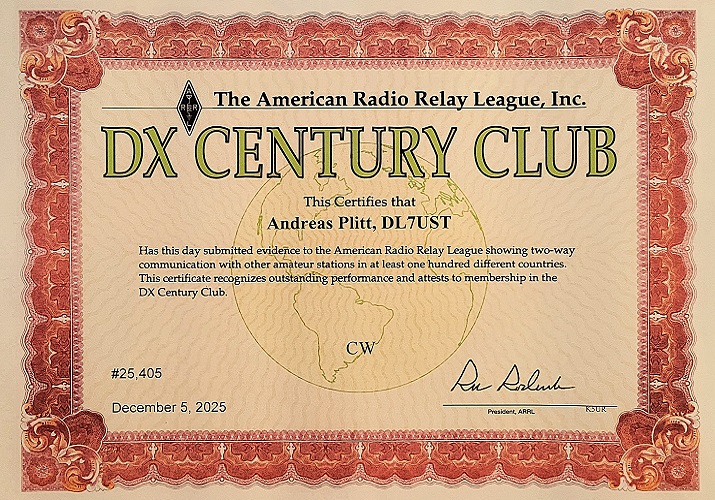 The American Radio Relay League, Inc.
DX CENTURY CLUB
This Certifies that
Andreas Plitt, DL7UST
Has this day submitted evidence to the American Radio Relay League showing two-way
communication with other amateur stations in at least one hundred different countries.
This certificate recognizes outstanding performance and attests to membership in the
DX Century Club.
CW
#25,405
December 5, 2025
President, ARRL